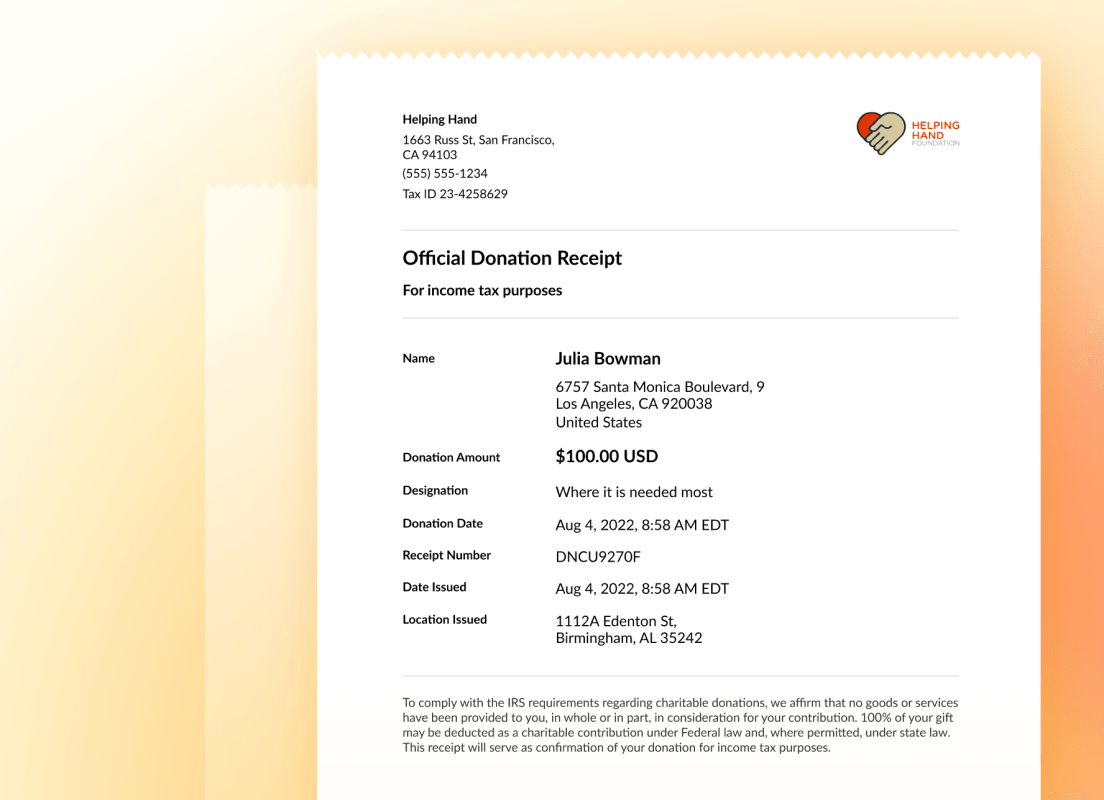 Helping Hand
1663 Russ St, San Francisco,
CA 94103
(555) 555-1234
Tax ID 23-4258629
HELPING
HAND
FOUNDATION
Official Donation Receipt
For income tax purposes
Name
Julia Bowman
6757 Santa Monica Boulevard, 9
Los Angeles, CA 920038
United States
Donation Amount
$100.00 USD
Designation
Where it is needed most
Donation Date
Aug 4, 2022, 8:58 AM EDT
Receipt Number
DNCU9270F
Date Issued
Aug 4, 2022, 8:58 AM EDT
Location Issued
1112A Edenton St,
Birmingham, AL 35242
To comply with the IRS requirements regarding charitable donations, we affirm that no goods or services
have been provided to you, in whole or in part, in consideration for your contribution. 100% of your gift
may be deducted as a charitable contribution under Federal law and, where permitted, under state law.
This receipt will serve as confirmation of your donation for income tax purposes.